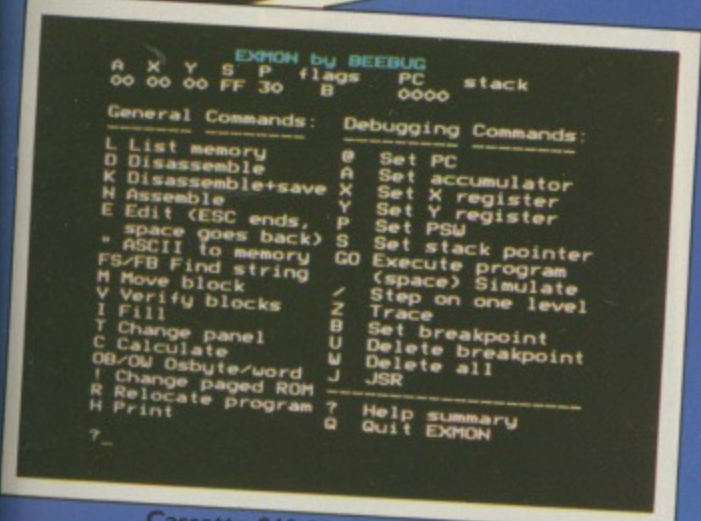 EXMON by BEEBUG
A X Y S P flags PC stack
00 00 00 FF 30 B 0000
General Commands:
L List memory
D Disassemble
K Disassemble+save
N Assemble
E Edit (ESC ends,
space goes back)
" ASCII to memory
FS/FB Find string
M Move block
V Verify blocks
I Fill
T Change panel
C Calculate
OB/OW Osbyte/word
! Change paged ROM
R Relocate program
H Print
?_
Debugging Commands:
@ Set PC
A Set accumulator
X Set X register
Y Set Y register
P Set PSW
S Set stack pointer
GO Execute program
(space) Simulate
/ Step on one level
Z Trace
B Set breakpoint
U Delete breakpoint
W Delete all
J JSR
? Help summary
Q Quit EXMON